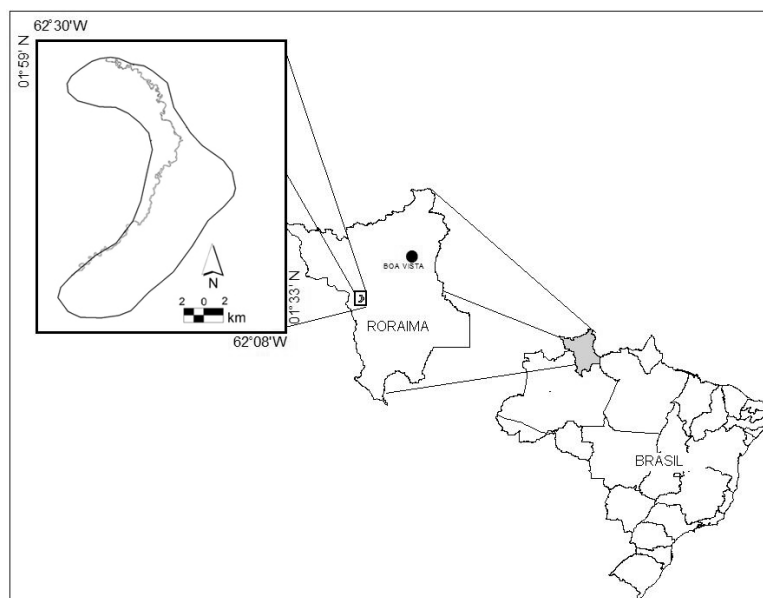 62°30'W
01°59' N
N
2 0 2
km
01°33' N
62°08'W
BOA VISTA
RORAIMA
BRASIL